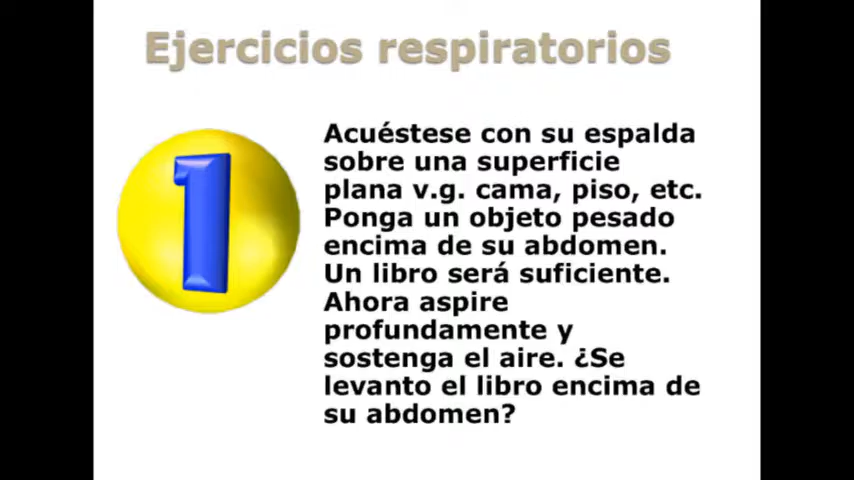 Ejercicios respiratorios
1
Acuéstese con su espalda
sobre una superficie
plana v.g. cama, piso, etc.
Ponga un objeto pesado
encima de su abdomen.
Un libro será suficiente.
Ahora aspire
profundamente y
sostenga el aire. ¿Se
levanto el libro encima de
su abdomen?